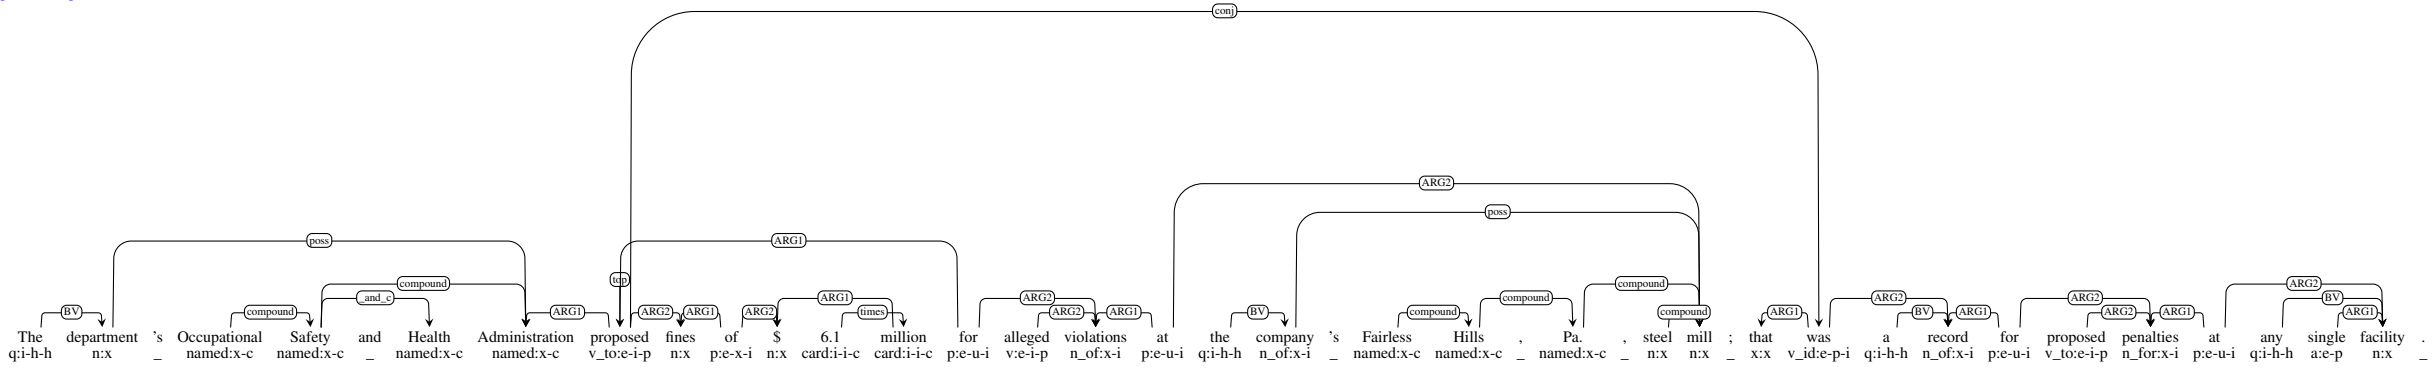 conj
ARG2
poss
poss ARG1
top
compound compound ARG2
_and_c ARG1 compound ARG2 ARG2 BV
BV compound ARG1 ARG2 ARG1 ARG2 times ARG2 ARG1 BV compound compound ARG1 BV ARG1 ARG2 ARG1 ARG1
The department 's Occupational Safety and Health Administration proposed fines of $ 6.1 million for alleged violations at the company 's Fairless Hills , Pa. , steel mill ; that was a record for proposed penalties at any single facility .
q:i-h-h n:x _ named:x-c named:x-c _ named:x-c named:x-c v_to:e-i-p n:x p:e-x-i n:x card:i-i-c card:i-i-c p:e-u-i v:e-i-p n_of:x-i p:e-u-i q:i-h-h n_of:x-i _ named:x-c named:x-c _ named:x-c _ n:x n:x _ x:x v_id:e-p-i q:i-h-h n_of:x-i p:e-u-i v_to:e-i-p n_for:x-i p:e-u-i q:i-h-h a:e-p n:x _